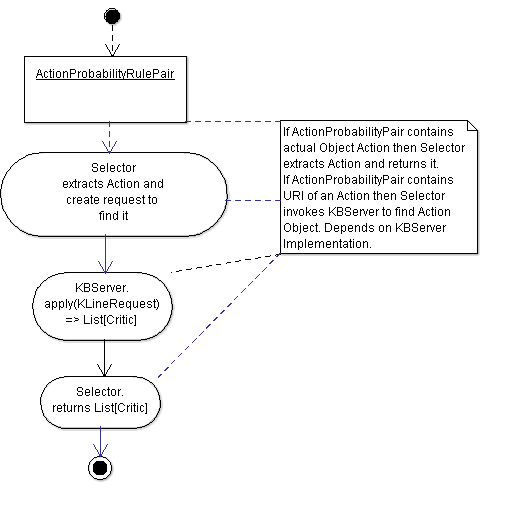 ActionProbabilityRulePair
If ActionProbabilityPair contains
actual Object Action then Selector
extracts Action and returns it.
If ActionProbabilityPair contains
URI of an Action then Selector
invokes KBServer to find Action
Object. Depends on KBServer
Implementation.
Selector
extracts Action and
create request to
find it
KBServer.
apply(KLineRequest)
=> List[Critic]
Selector.
returns List[Critic]